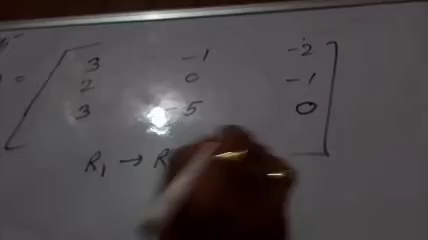 = [ 3 -1 -2
2 0 -1
3 -5 0 ]
R₁ → R